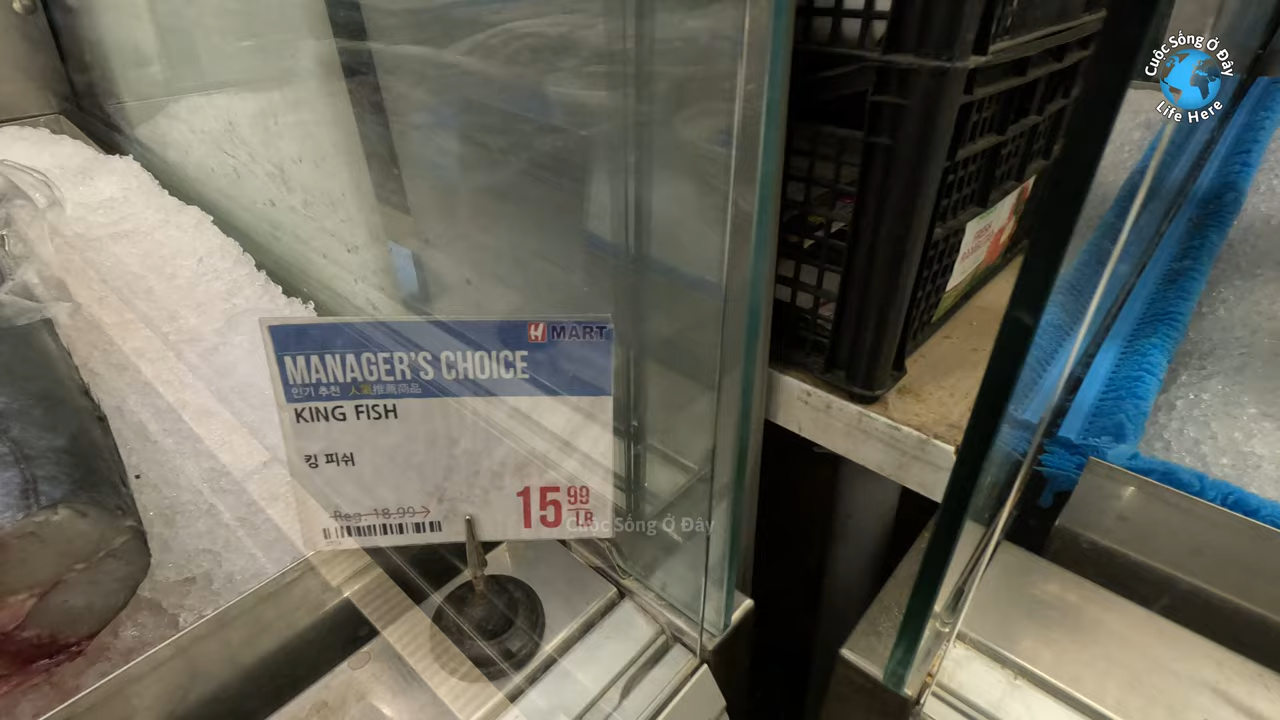 Cuộc Sống Ở Đây
Life Here
H MART
MANAGER'S CHOICE
인기 추천 人氣推薦商品
KING FISH
킹 피쉬
Reg. 18.99
15 99
LB
Cuộc Sống Ở Đây
FRESH